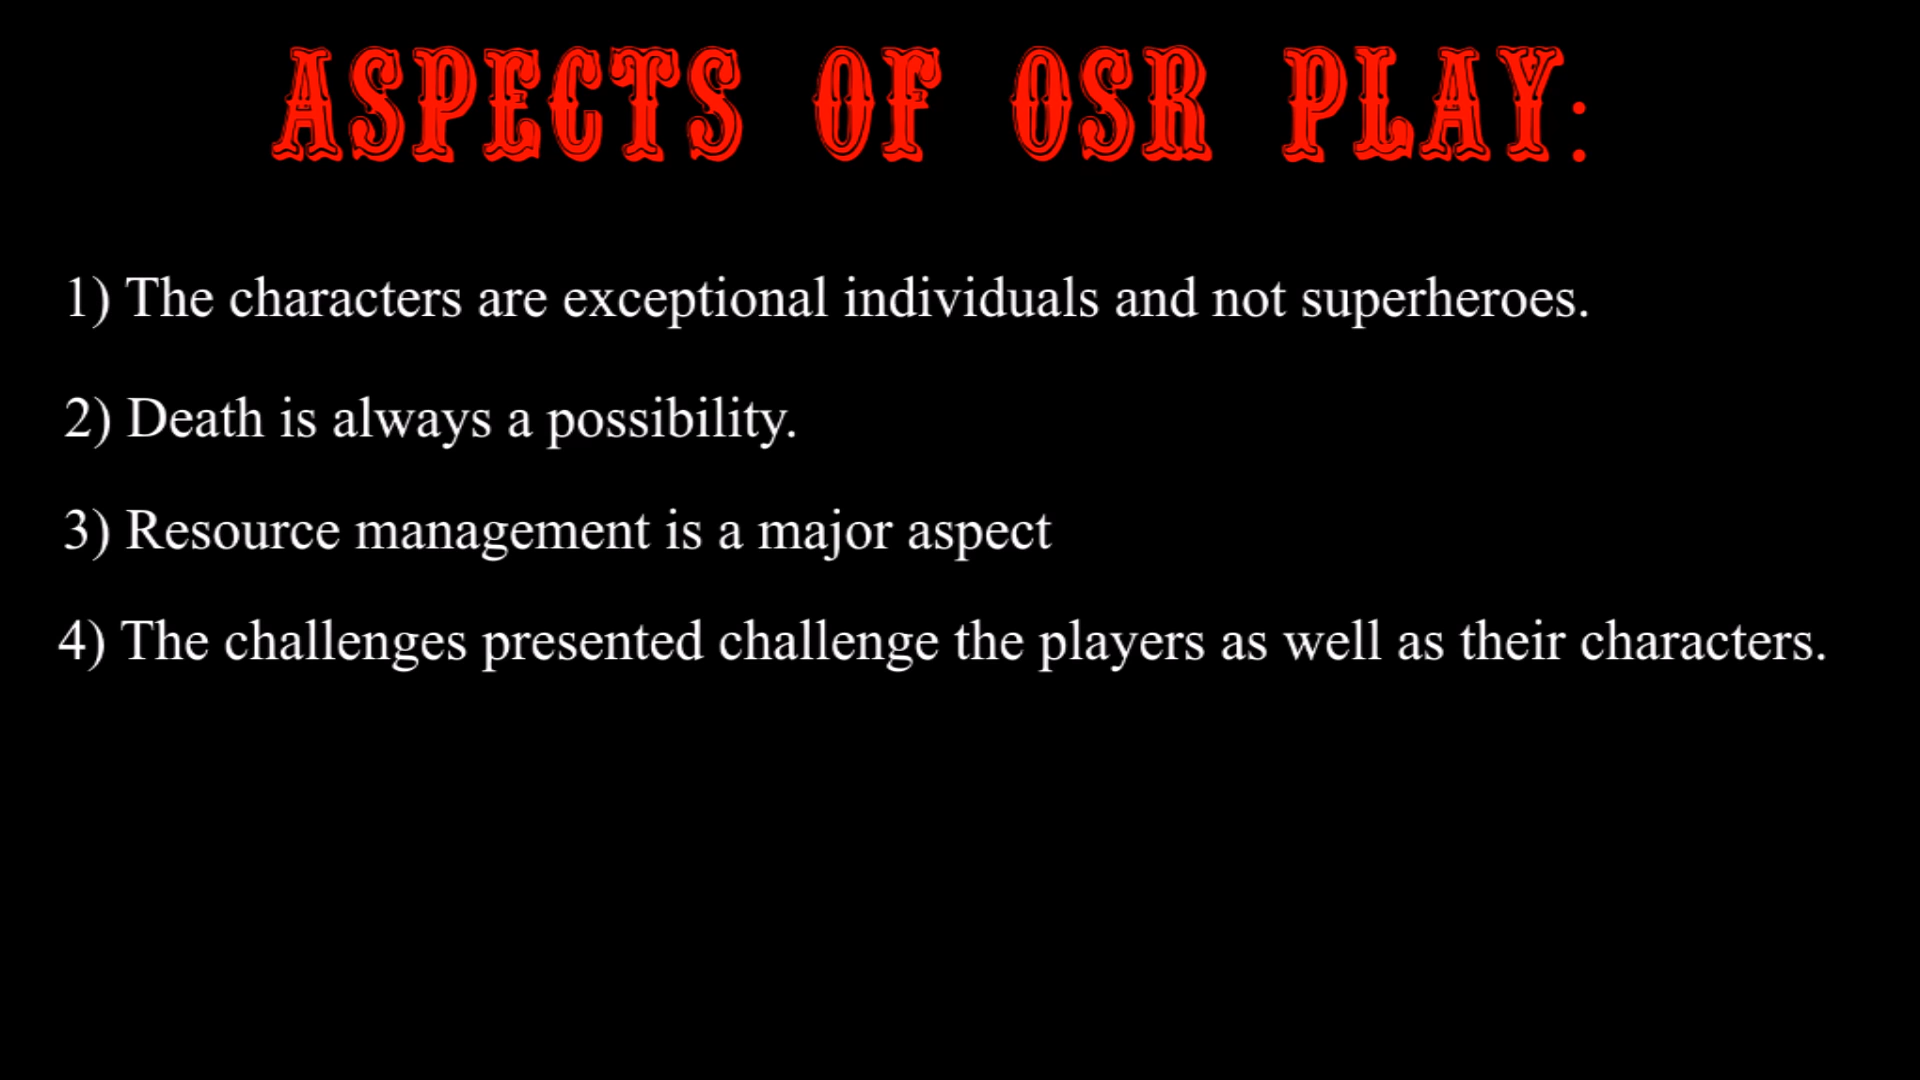 ASPECTS OF OSR PLAY:
1) The characters are exceptional individuals and not superheroes.
2) Death is always a possibility.
3) Resource management is a major aspect
4) The challenges presented challenge the players as well as their characters.